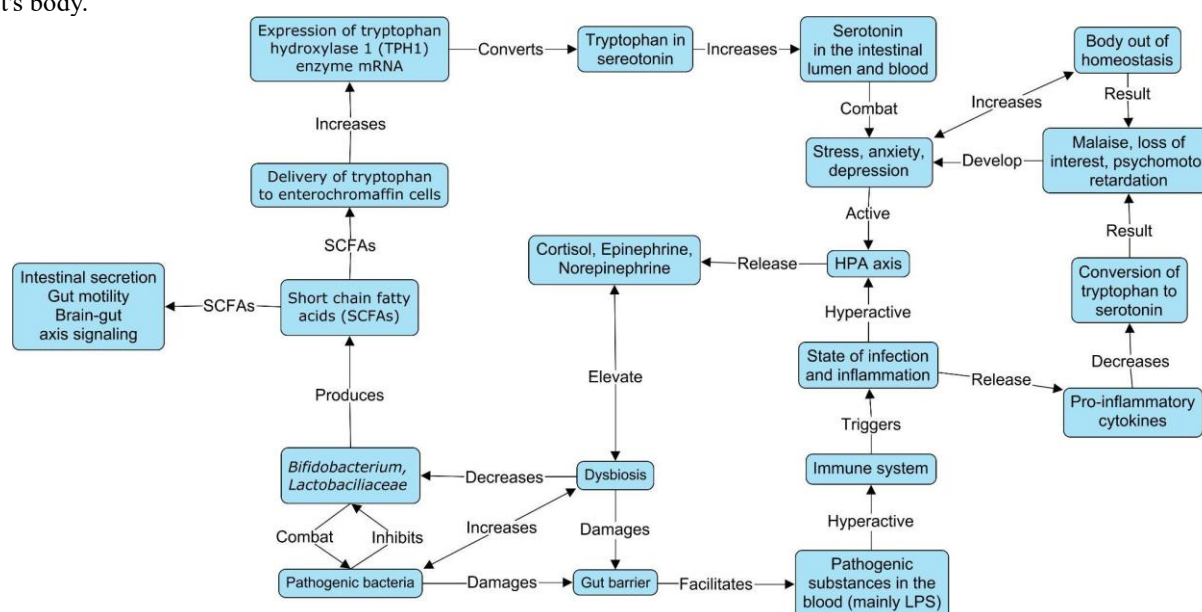 t's body.
Expression of tryptophan
hydroxylase 1 (TPH1)
enzyme mRNA
Converts
Tryptophan in
sereotonin
Increases
Serotonin
in the intestinal
lumen and blood
Body out of
homeostasis
Combat
Increases
Result
Increases
Stress, anxiety,
depression
Develop
Malaise, loss of
interest, psychomoto
retardation
Delivery of tryptophan
to enterochromaffin cells
Active
SCFAs
Cortisol, Epinephrine,
Norepinephrine
Release
HPA axis
Result
Intestinal secretion
Gut motility
Brain-gut
axis signaling
SCFAs
Short chain fatty
acids (SCFAs)
Conversion of
tryptophan to
serotonin
Hyperactive
Elevate
State of infection
and inflammation
Release
Decreases
Produces
Pro-inflammatory
cytokines
Triggers
Bifidobacterium,
Lactobaciliaceae
Decreases
Dysbiosis
Immune system
Combat
Inhibits
Increases
Damages
Hyperactive
Pathogenic bacteria
Damages
Gut barrier
Facilitates
Pathogenic
substances in the
blood (mainly LPS)